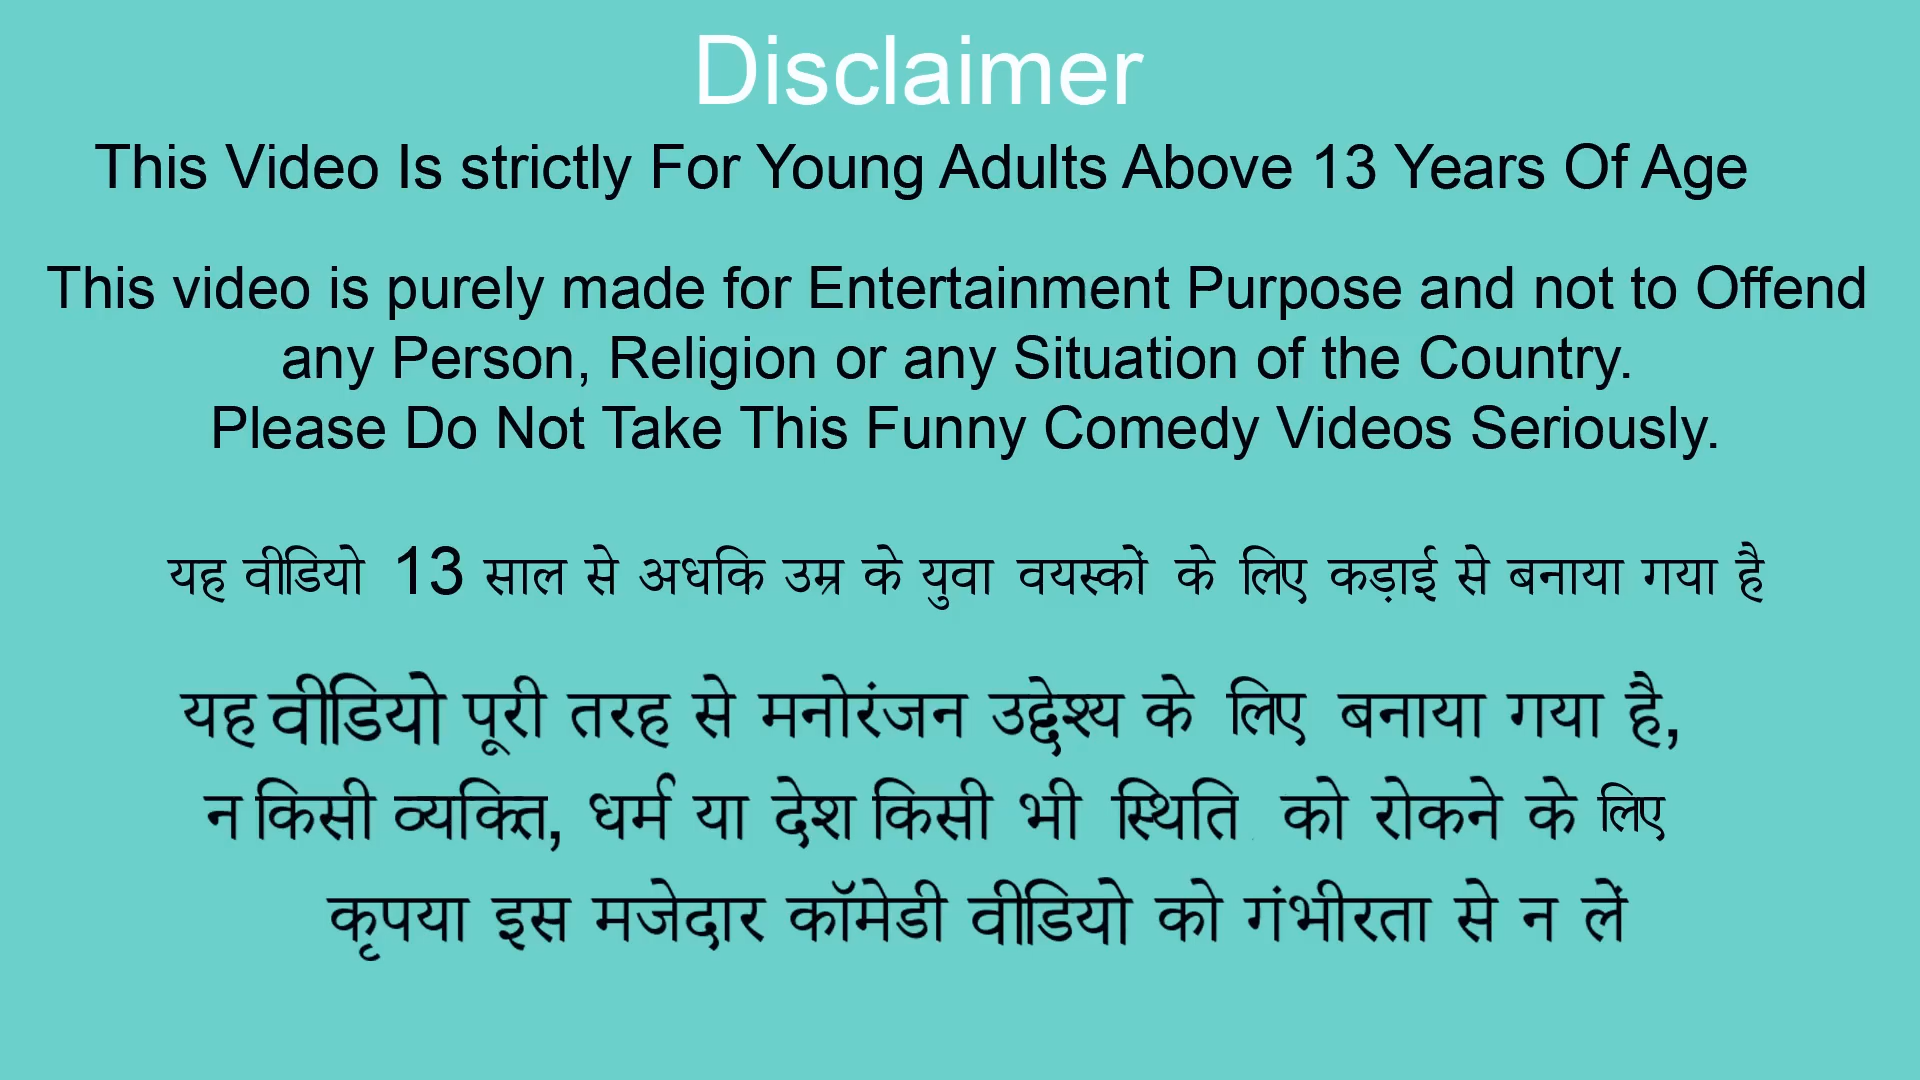 Disclaimer
This Video Is strictly For Young Adults Above 13 Years Of Age
This video is purely made for Entertainment Purpose and not to Offend
any Person, Religion or any Situation of the Country.
Please Do Not Take This Funny Comedy Videos Seriously.
यह वीडियो 13 साल से अधकि उम्र के युवा वयस्कों के लिए कड़ाई से बनाया गया है
यह वीडियो पूरी तरह से मनोरंजन उद्देश्य के लिए बनाया गया है,
न किसी व्यक्ति, धर्म या देश किसी भी स्थिति को रोकने के लिए
कृपया इस मजेदार कॉमेडी वीडियो को गंभीरता से न लें